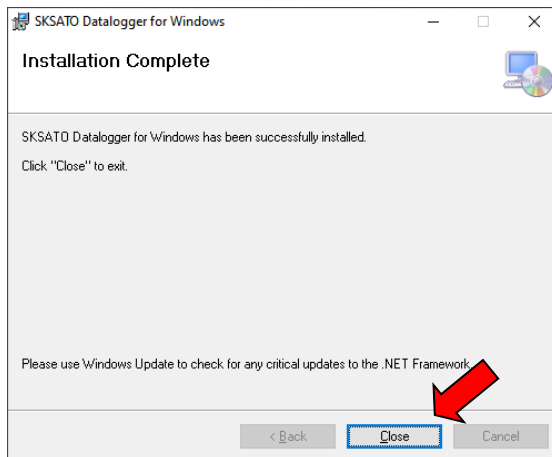 SKSATO Datalogger for Windows
Installation Complete
SKSATO Datalogger for Windows has been successfully installed.
Click "Close" to exit.
Please use Windows Update to check for any critical updates to the .NET Framework.
< Back
Close
Cancel